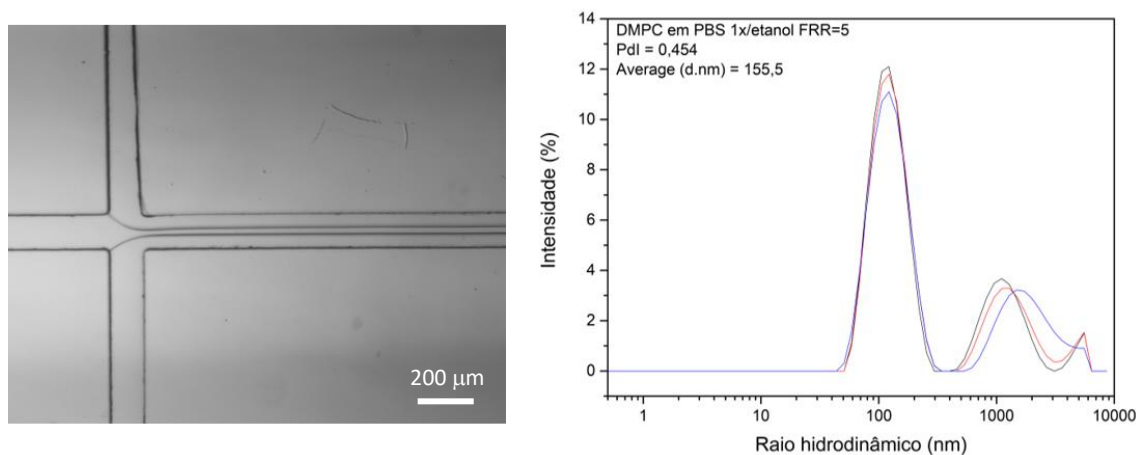 200 μm
DMPC em PBS 1x/etanol FRR=5
PdI = 0,454
Average (d.nm) = 155,5
Intensidade (%)
14
12
10
8
6
4
2
0
1
10
100
1000
10000
Raio hidrodinâmico (nm)